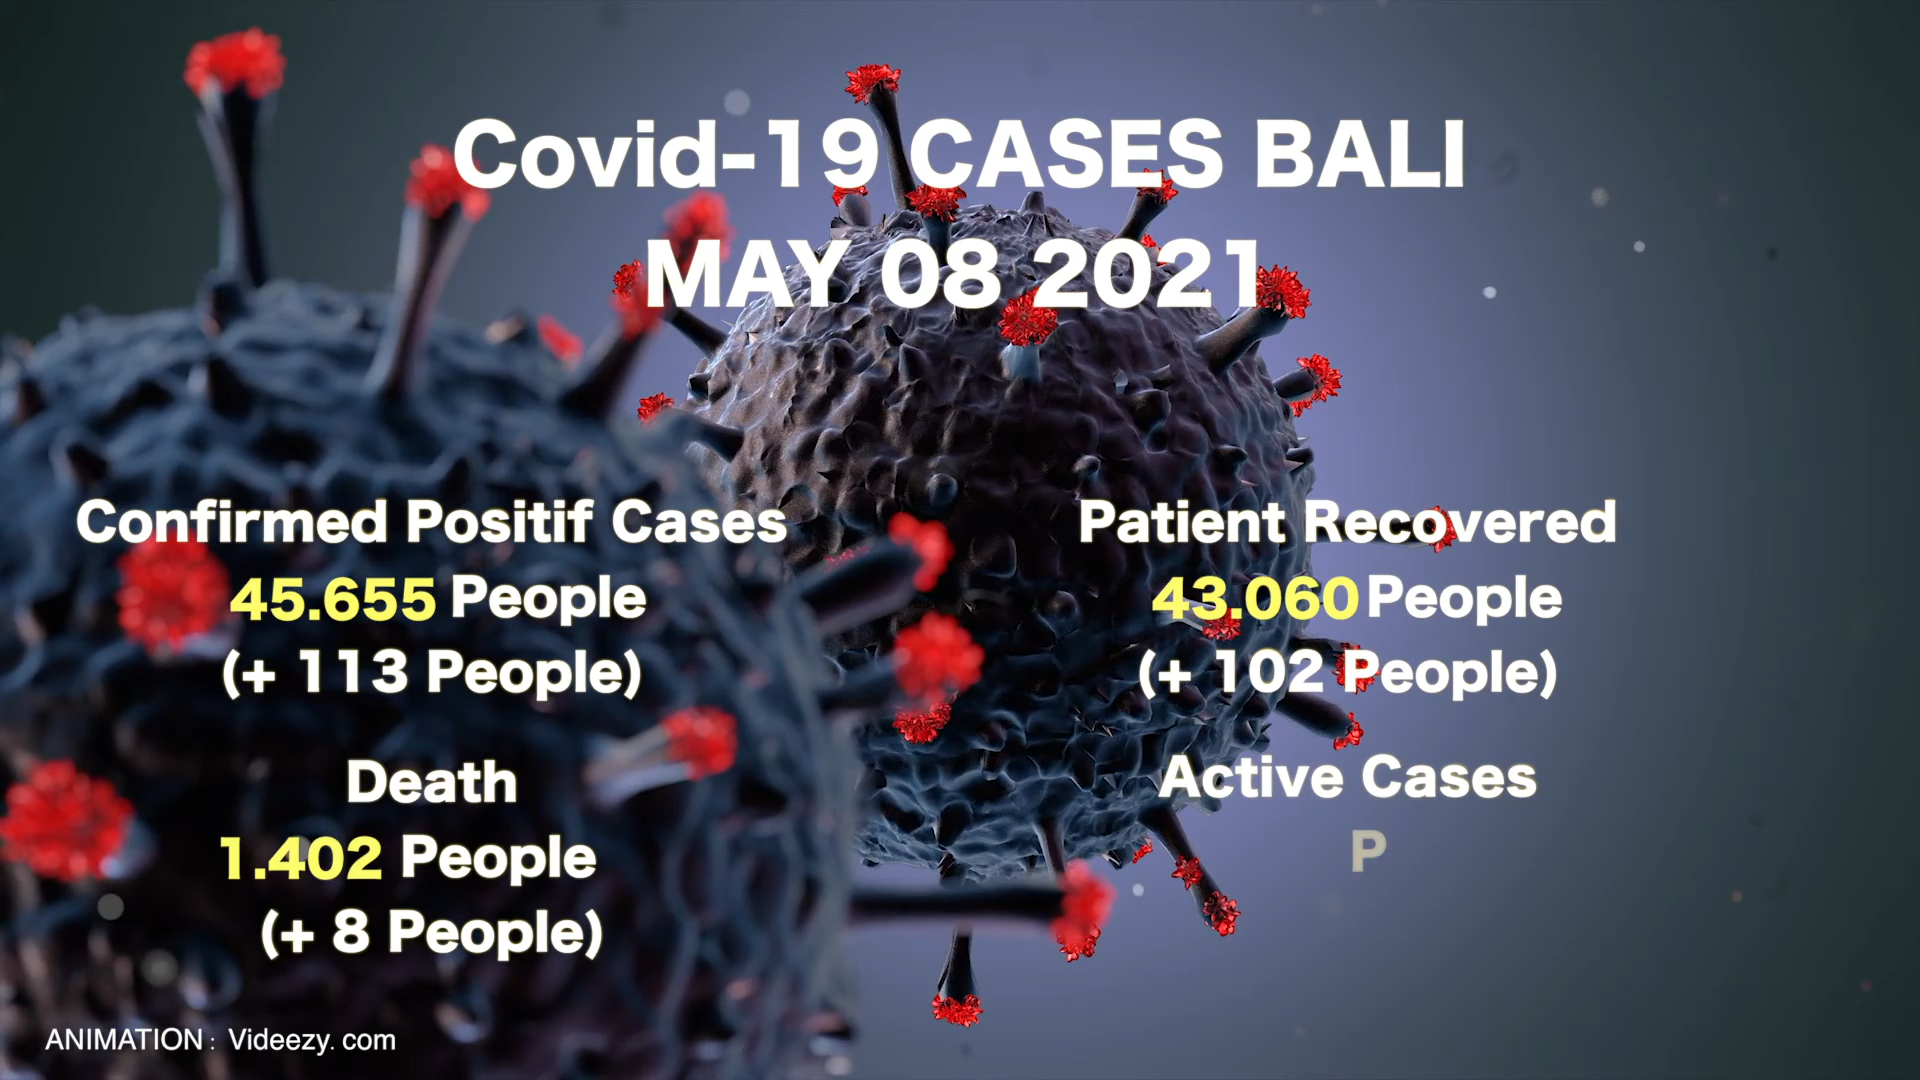 Covid-19 CASES BALI
MAY 08 2021
Confirmed Positif Cases
45.655 People
(+ 113 People)
Patient Recovered
43.060 People
(+ 102 People)
Death
1.402 People
(+ 8 People)
Active Cases
P
ANIMATION : Videezy. com